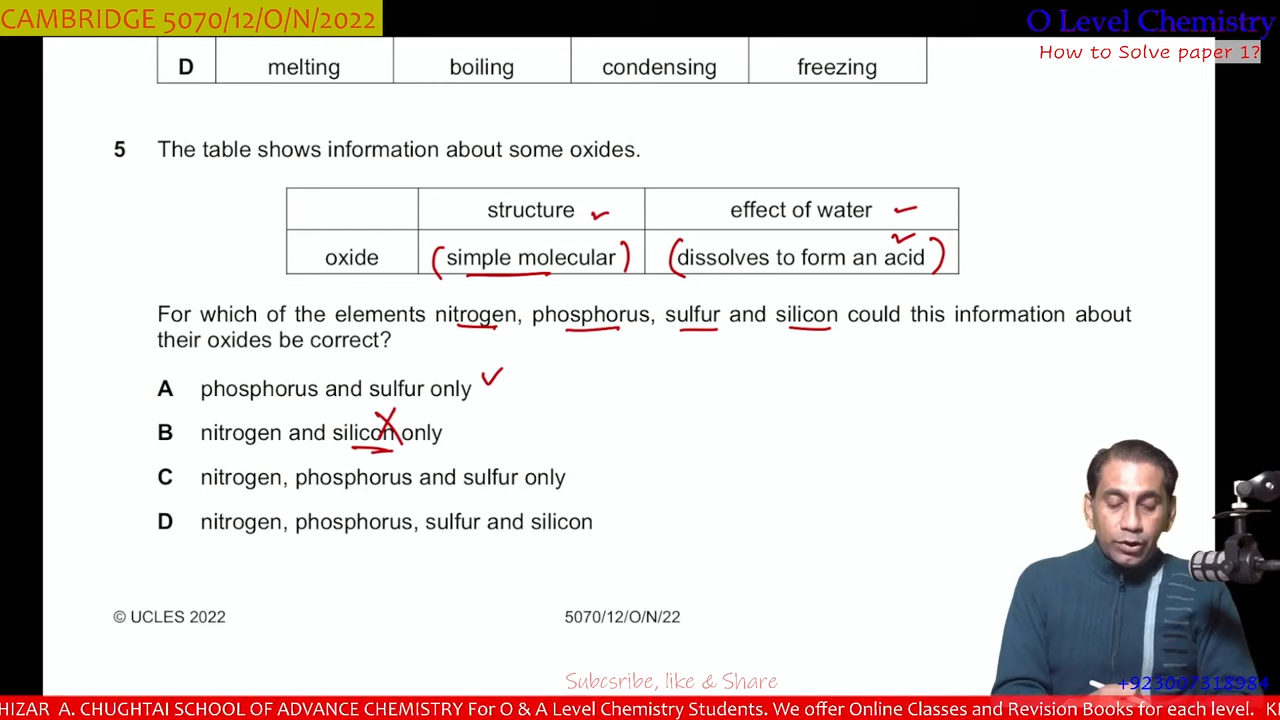 CAMBRIDGE 5070/12/O/N/2022
O Level Chemistry
How to Solve paper 1?
D melting boiling condensing freezing
5 The table shows information about some oxides.
structure effect of water
oxide simple molecular dissolves to form an acid
For which of the elements nitrogen, phosphorus, sulfur and silicon could this information about
their oxides be correct?
A phosphorus and sulfur only
B nitrogen and silicon only
C nitrogen, phosphorus and sulfur only
D nitrogen, phosphorus, sulfur and silicon
© UCLES 2022
5070/12/O/N/22
Subcsribe, like & Share
+923007318984
HIZAR A. CHUGHTAI SCHOOL OF ADVANCE CHEMISTRY For O & A Level Chemistry Students. We offer Online Classes and Revision Books for each level.